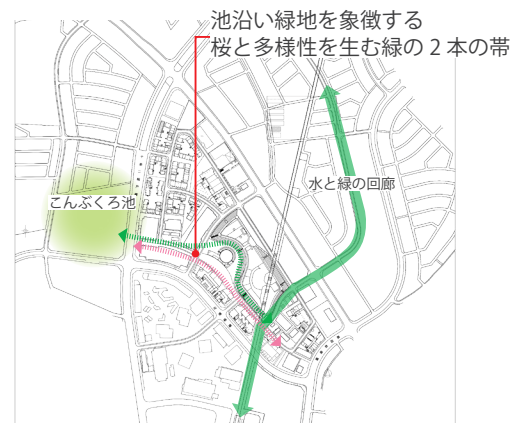 池沿い緑地を象徴する
桜と多様性を生む緑の2本の帯
水と緑の回廊
こんぶくろ池